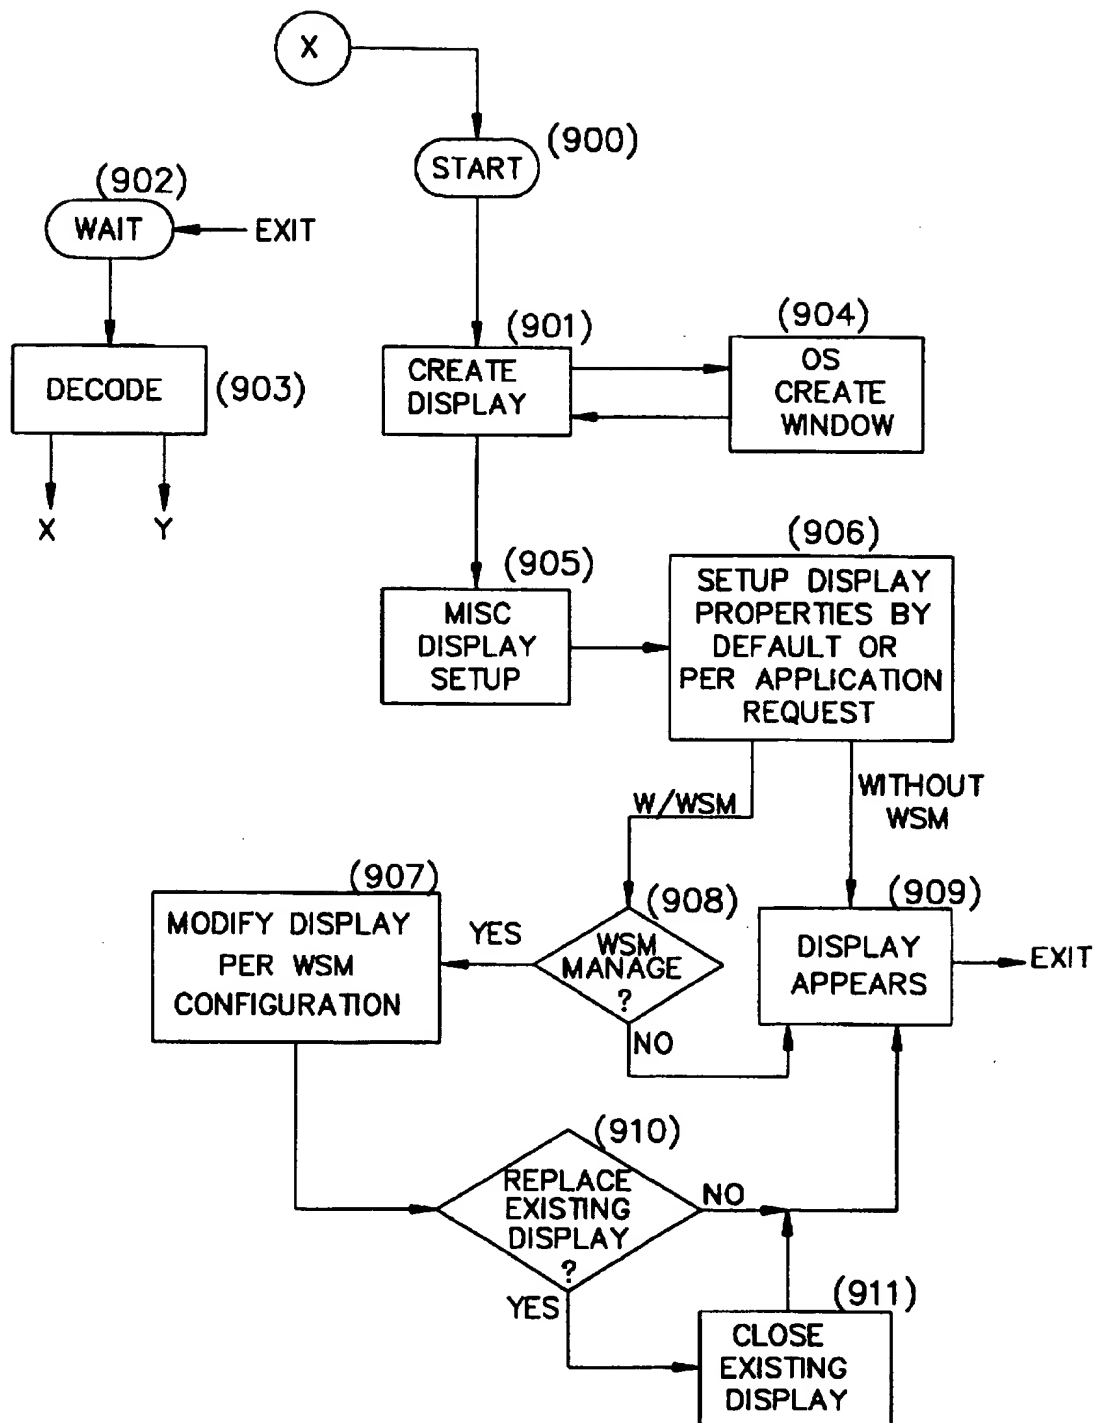 X
(900)
START
(902)
WAIT
EXIT
(901)
CREATE
DISPLAY
(904)
OS
CREATE
WINDOW
DECODE
(903)
X
Y
(905)
MISC
DISPLAY
SETUP
(906)
SETUP DISPLAY
PROPERTIES BY
DEFAULT OR
PER APPLICATION
REQUEST
W/WSM
WITHOUT
WSM
(907)
MODIFY DISPLAY
PER WSM
CONFIGURATION
YES
(908)
WSM
MANAGE
?
NO
(909)
DISPLAY
APPEARS
EXIT
(910)
REPLACE
EXISTING
DISPLAY
?
NO
YES
(911)
CLOSE
EXISTING
DISPLAY